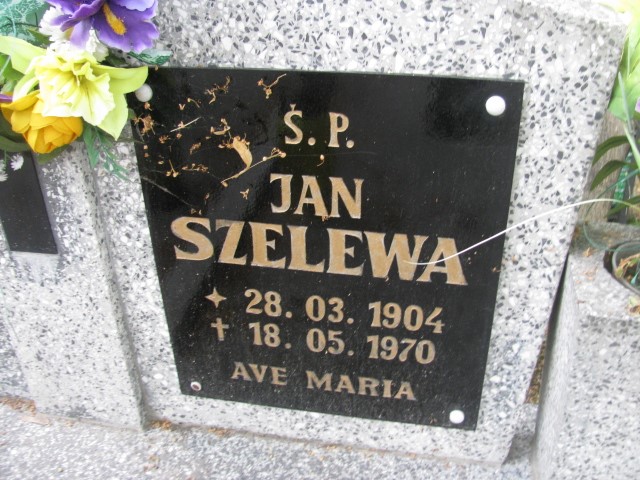 Ś. P.
JAN
SZELEWA
28. 03. 1904
18. 05. 1970
AVE MARIA